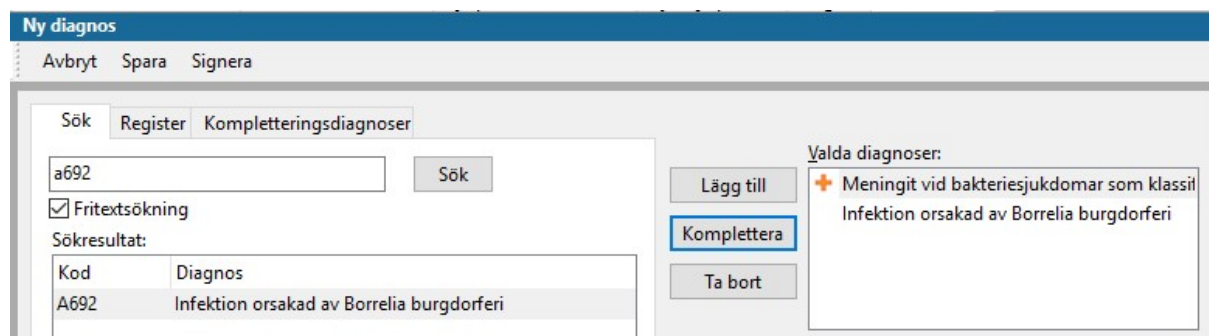 Ny diagnos
Avbryt Spara Signera
Sök Register Kompletteringsdiagnoser
a692 Sök
Fritextsökning
Sökresultat:
Kod Diagnos
A692 Infektion orsakad av Borrelia burgdorferi
Lägg till
Komplettera
Ta bort
Valda diagnoser:
Meningit vid bakteriesjukdomar som klassif
Infektion orsakad av Borrelia burgdorferi